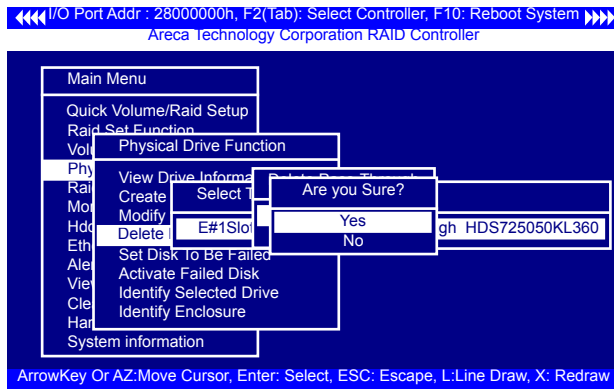 I/O Port Addr : 28000000h, F2(Tab): Select Controller, F10: Reboot System
Areca Technology Corporation RAID Controller
Main Menu
Quick Volume/Raid Setup
Raid Set Function
Physical Drive Function
View Drive
Create
Modify
Delete
Set Disk To Be Failed
Activate Failed Disk
Identify Selected Drive
Identify Enclosure
Select
Are you Sure?
Yes
No
E#1Slo
gh HDS725050KL360
System information
ArrowKey Or AZ:Move Cursor, Enter: Select, ESC: Escape, L:Line Draw, X: Redraw